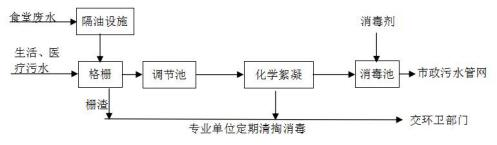 食堂废水
隔油设施
消毒剂
生活、医
疗污水
格栅
调节池
化学絮凝
消毒池
市政污水管网
栅渣
专业单位定期清掏消毒
交环卫部门